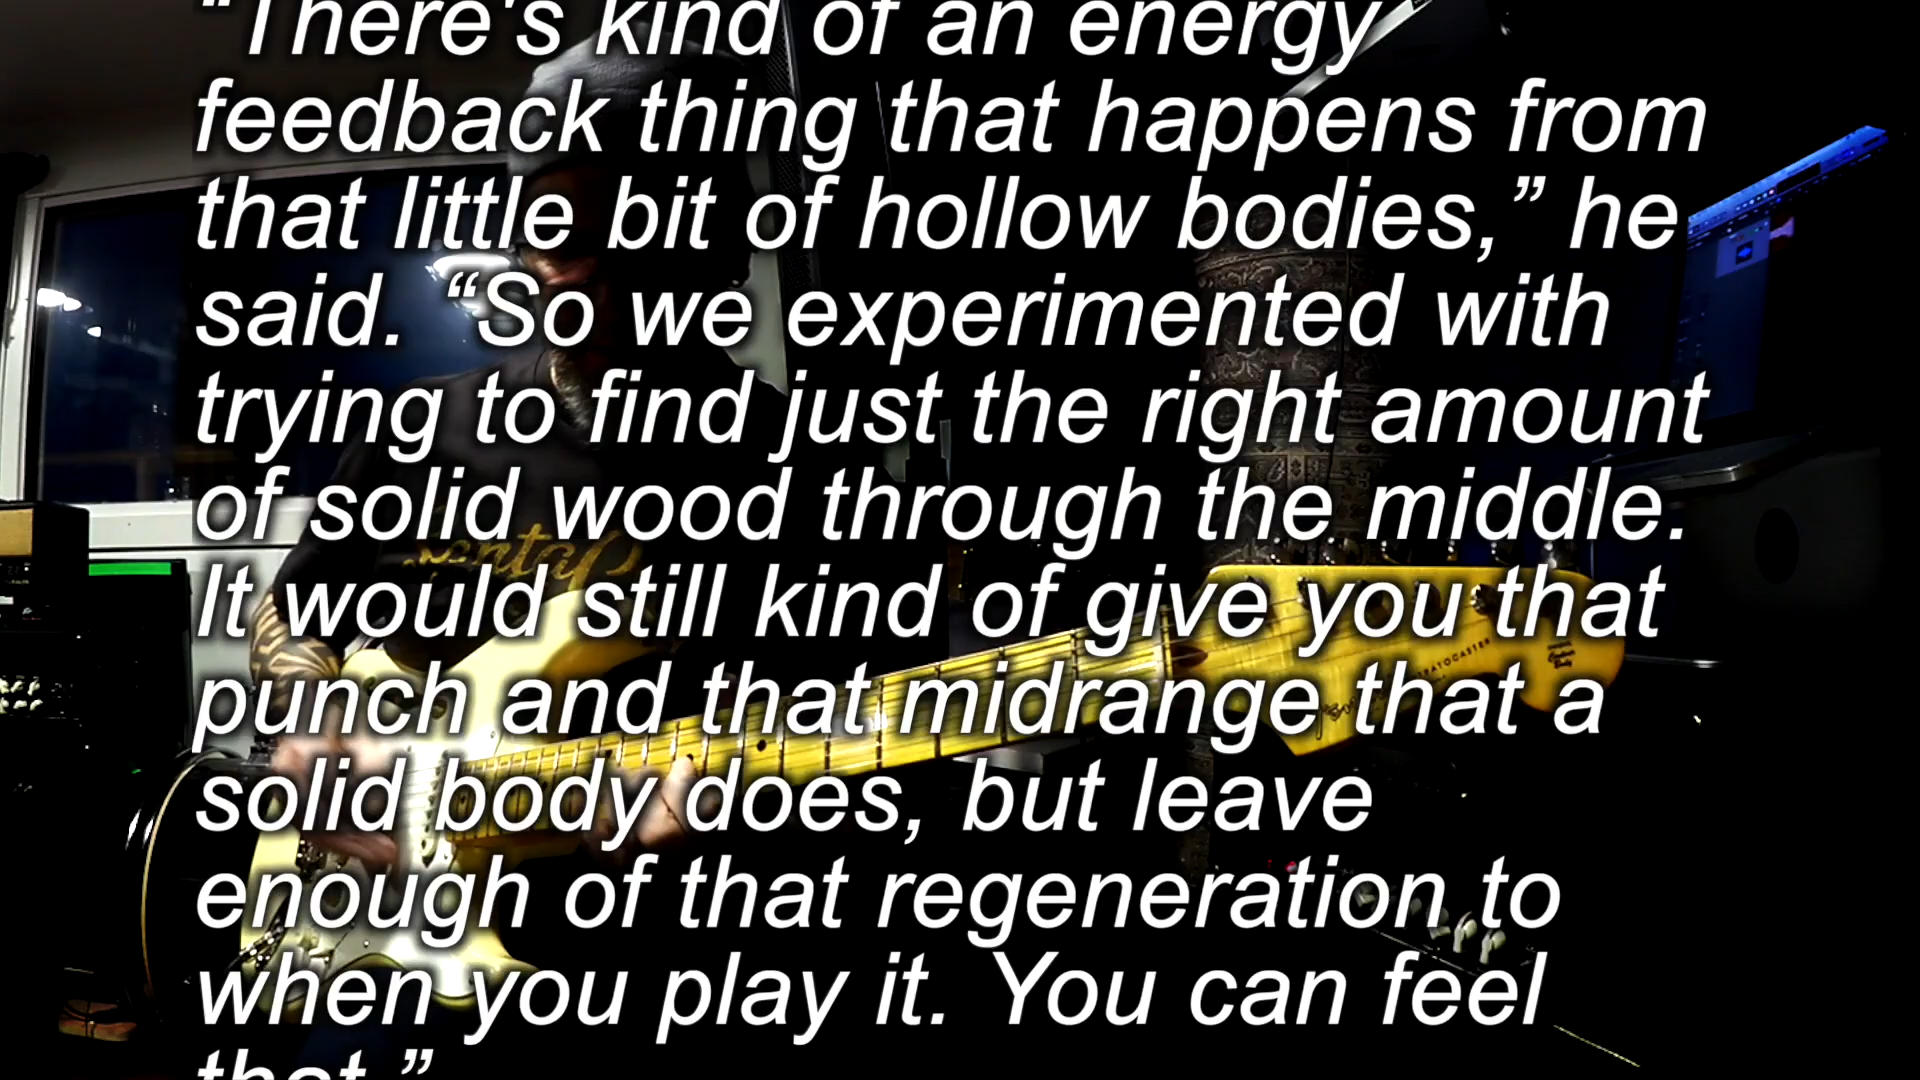 “There's kind of an energy
feedback thing that happens from
that little bit of hollow bodies,” he
said. “So we experimented with
trying to find just the right amount
of solid wood through the middle.
It would still kind of give you that
punch and that midrange that a
solid body does, but leave
enough of that regeneration to
when you play it. You can feel
that.”